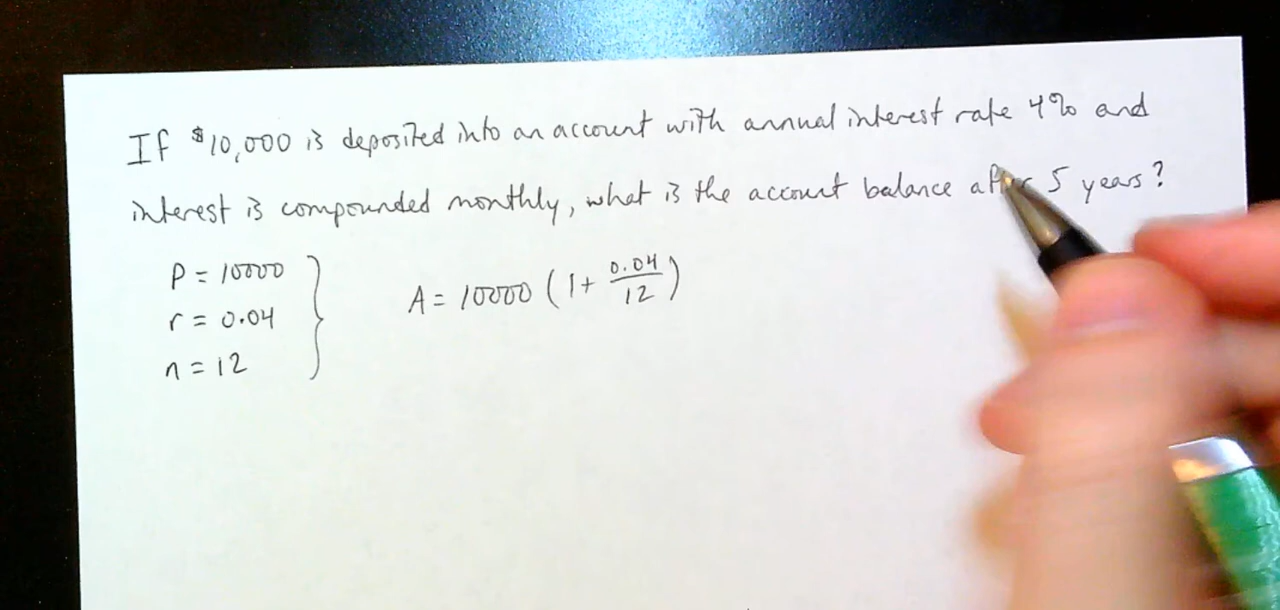 If $10,000 is deposited into an account with annual interest rate 4% and
interest is compounded monthly, what is the account balance after 5 years?
P = 10000
r = 0.04
n = 12
A = 10000 (1 + 0.04/12)